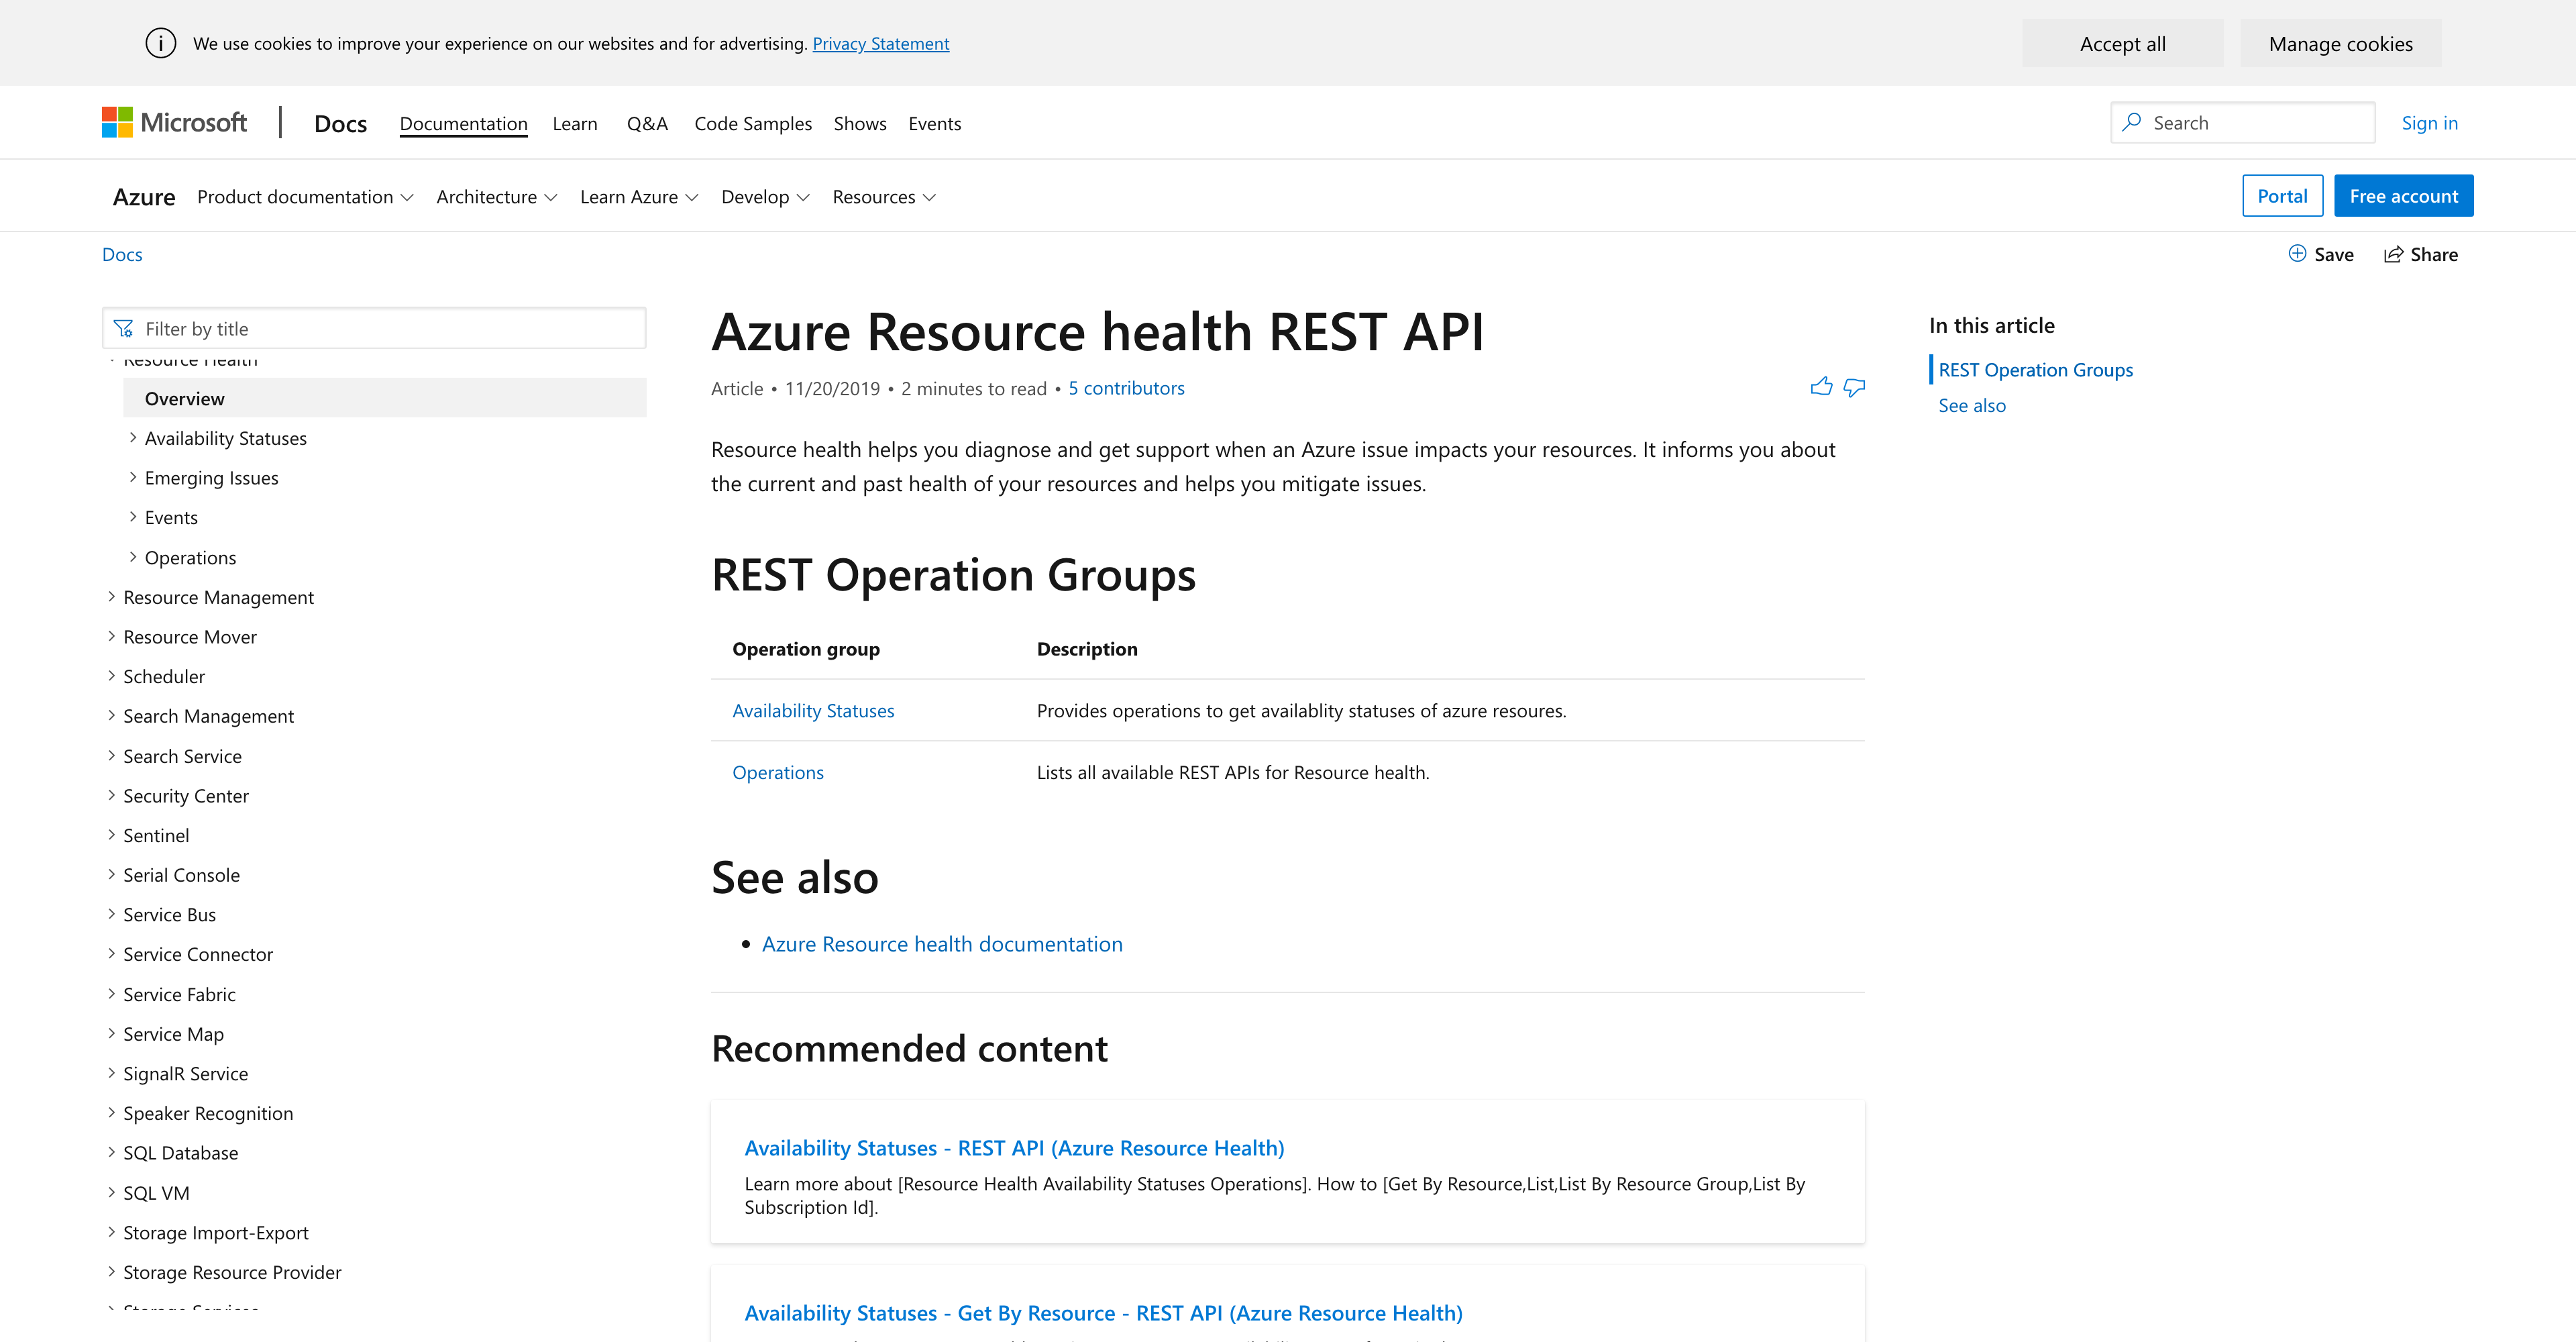 We use cookies to improve your experience on our websites and for advertising. Privacy Statement
Accept all
Manage cookies
Microsoft
Docs
Documentation
Learn
Q&A
Code Samples
Shows
Events
Search
Sign in
Azure
Product documentation
Architecture
Learn Azure
Develop
Resources
Portal
Free account
Docs
Save
Share
Filter by title
Resource Health
Overview
Availability Statuses
Emerging Issues
Events
Operations
Resource Management
Resource Mover
Scheduler
Search Management
Search Service
Security Center
Sentinel
Serial Console
Service Bus
Service Connector
Service Fabric
Service Map
SignalR Service
Speaker Recognition
SQL Database
SQL VM
Storage Import-Export
Storage Resource Provider
Azure Resource health REST API
Article • 11/20/2019 • 2 minutes to read • 5 contributors
Resource health helps you diagnose and get support when an Azure issue impacts your resources. It informs you about
the current and past health of your resources and helps you mitigate issues.
REST Operation Groups
Operation group Description
Availability Statuses Provides operations to get availablity statuses of azure resoures.
Operations Lists all available REST APIs for Resource health.
See also
• Azure Resource health documentation
Recommended content
Availability Statuses - REST API (Azure Resource Health)
Learn more about [Resource Health Availability Statuses Operations]. How to [Get By Resource,List,List By Resource Group,List By
Subscription Id].
Availability Statuses - Get By Resource - REST API (Azure Resource Health)
In this article
REST Operation Groups
See also